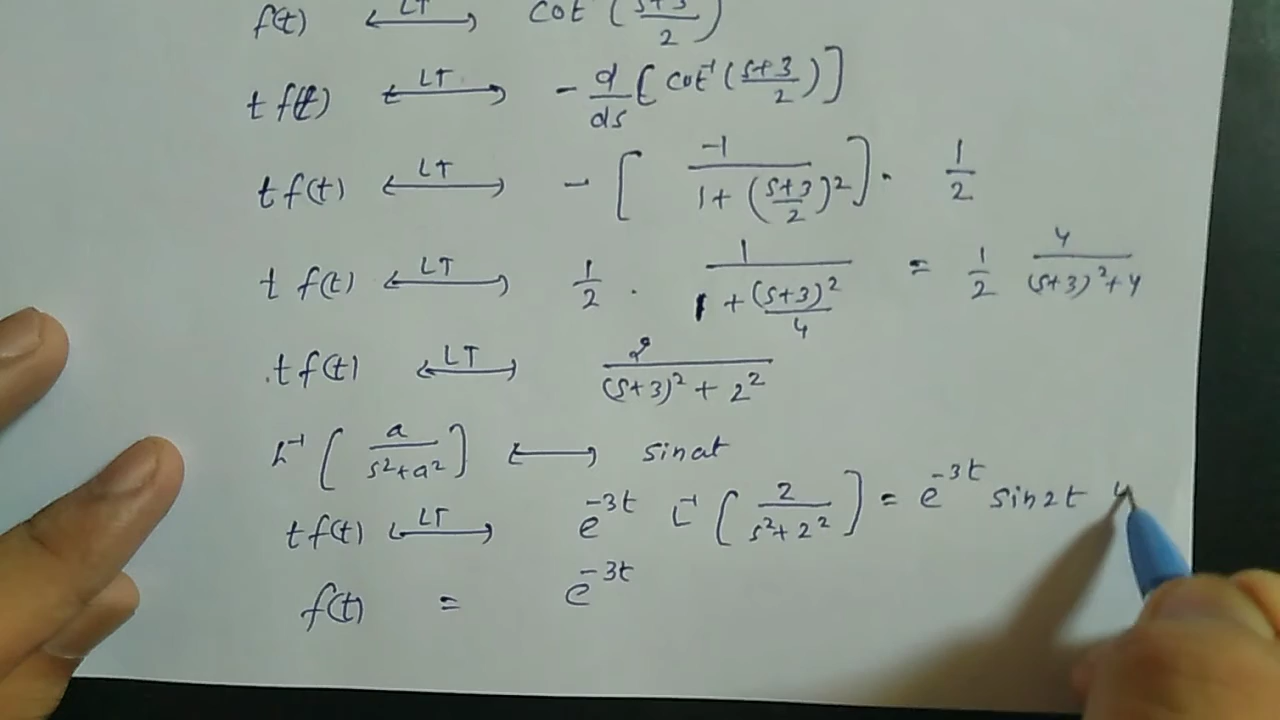 f(t) ⟷LT cot (s+3/2)
t f(t) ⟷LT - d/ds [cot⁻¹(s+3/2)]
t f(t) ⟷LT - [-1/1+(s+3/2)²] . 1/2
t f(t) ⟷LT 1/2 . 1/1+(s+3)²/4 = 1/2 4/(s+3)²+4
.t f(t) ⟷LT 2/(s+3)²+2²
L⁻¹ [a/s²+a²] ⟷ sinat
t f(t) ⟷LT e⁻³ᵗ L⁻¹ [2/s²+2²] = e⁻³ᵗ sin2t u
f(t) = e⁻³ᵗ